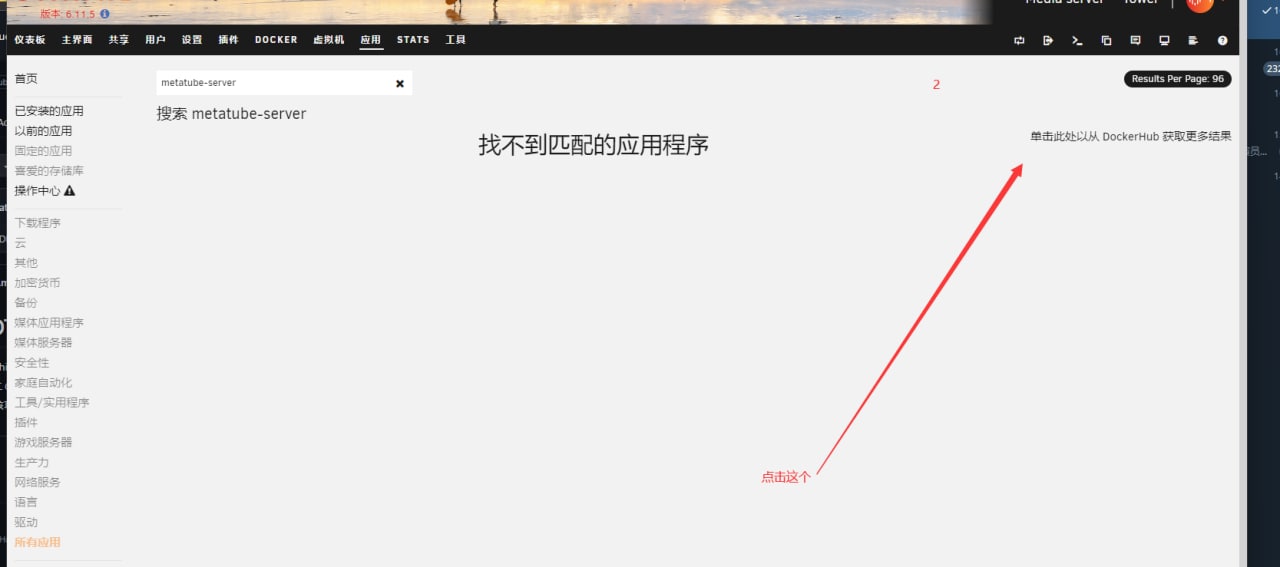 版本: 6.11.5
Media server
Tower
仪表板 主界面 共享 用户 设置 插件 DOCKER 虚拟机 应用 STATS 工具
首页
metatube-server
2
Results Per Page: 96
搜索 metatube-server
找不到匹配的应用程序
单击此处以从 DockerHub 获取更多结果
已安装的应用
以前的应用
固定的应用
喜爱的存储库
操作中心
下载程序
云
其他
加密货币
备份
媒体应用程序
媒体服务器
安全性
家庭自动化
工具/实用程序
点击这个
插件
游戏服务器
生产力
网络服务
语言
驱动
所有应用